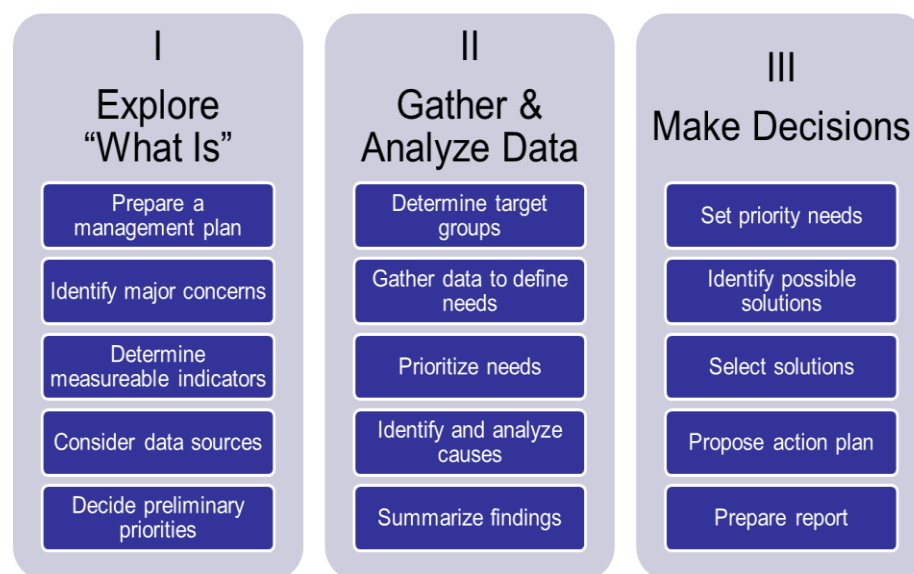 I
Explore
“What Is”
Prepare a
management plan
Identify major concerns
Determine
measureable indicators
Consider data sources
Decide preliminary
priorities
II
Gather &
Analyze Data
Determine target
groups
Gather data to define
needs
Prioritize needs
Identify and analyze
causes
Summarize findings
III
Make Decisions
Set priority needs
Identify possible
solutions
Select solutions
Propose action plan
Prepare report